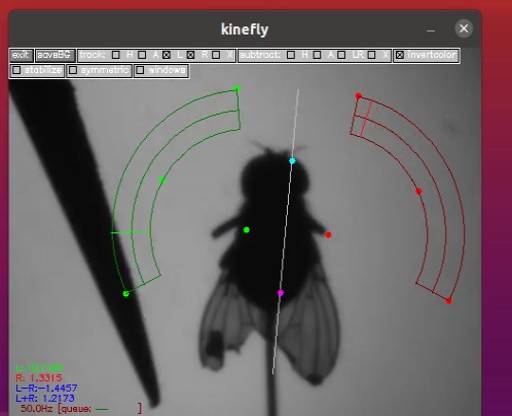 kinefly
exit saveBG track: H A L R X subtract: H A LR X invertcolor
stabilize symmetric windows
R: 1.3315
L-R:-1.4457
L+R: 1.2173
50.0Hz [queue: ]